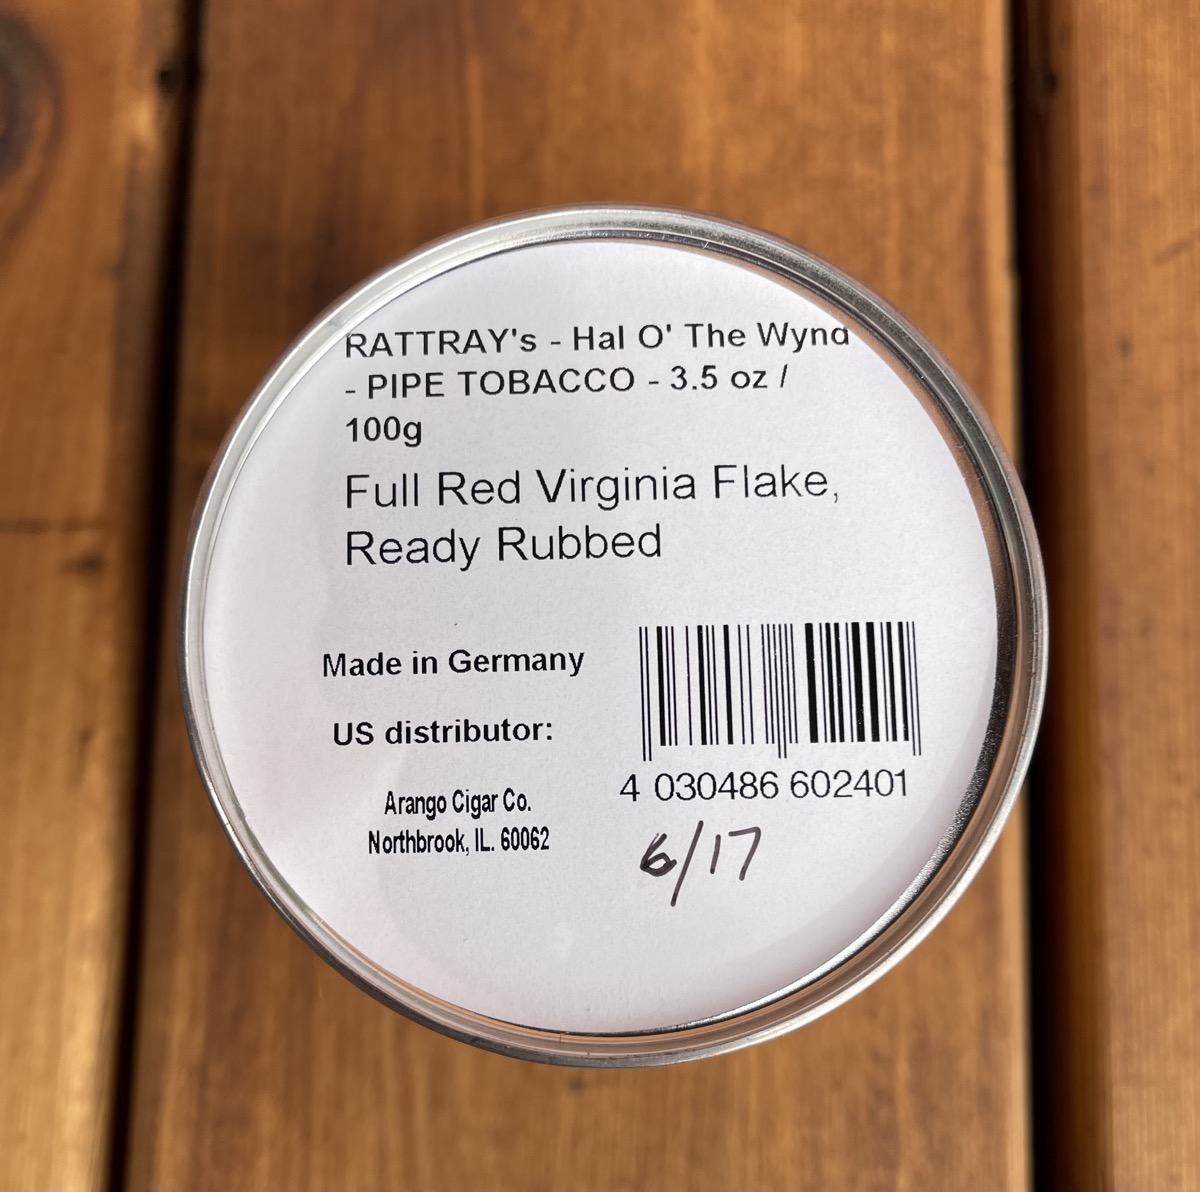 RATTRAY's - Hal O' The Wynd
- PIPE TOBACCO - 3.5 oz /
100g
Full Red Virginia Flake,
Ready Rubbed
Made in Germany
US distributor:
Arango Cigar Co.
Northbrook, IL. 60062
4 030486 602401
6/17